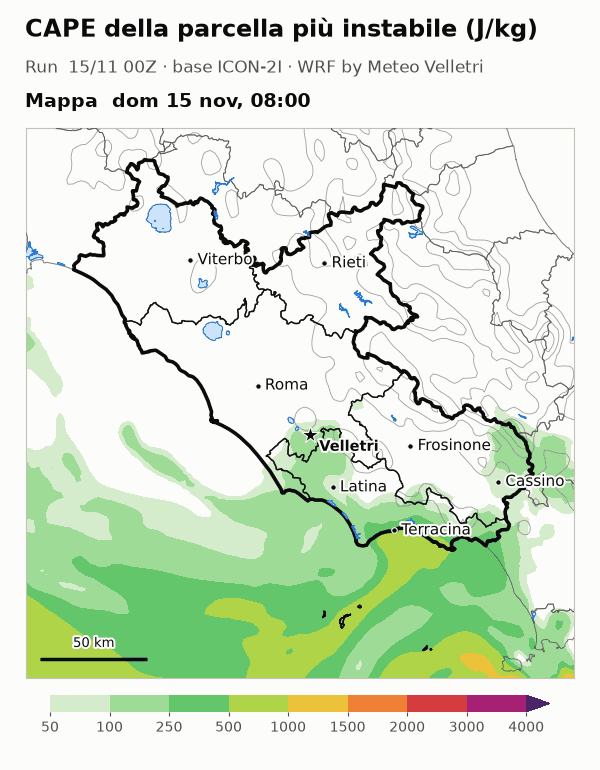 CAPE della parcella più instabile (J/kg)
Run  15/11 00Z · base ICON-2I · WRF by Meteo Velletri
Mappa  dom 15 nov, 08:00
Viterbo
Rieti
Roma
Velletri
Frosinone
Latina
Cassino
Terracina
50 km
50 100 250 500 1000 1500 2000 3000 4000